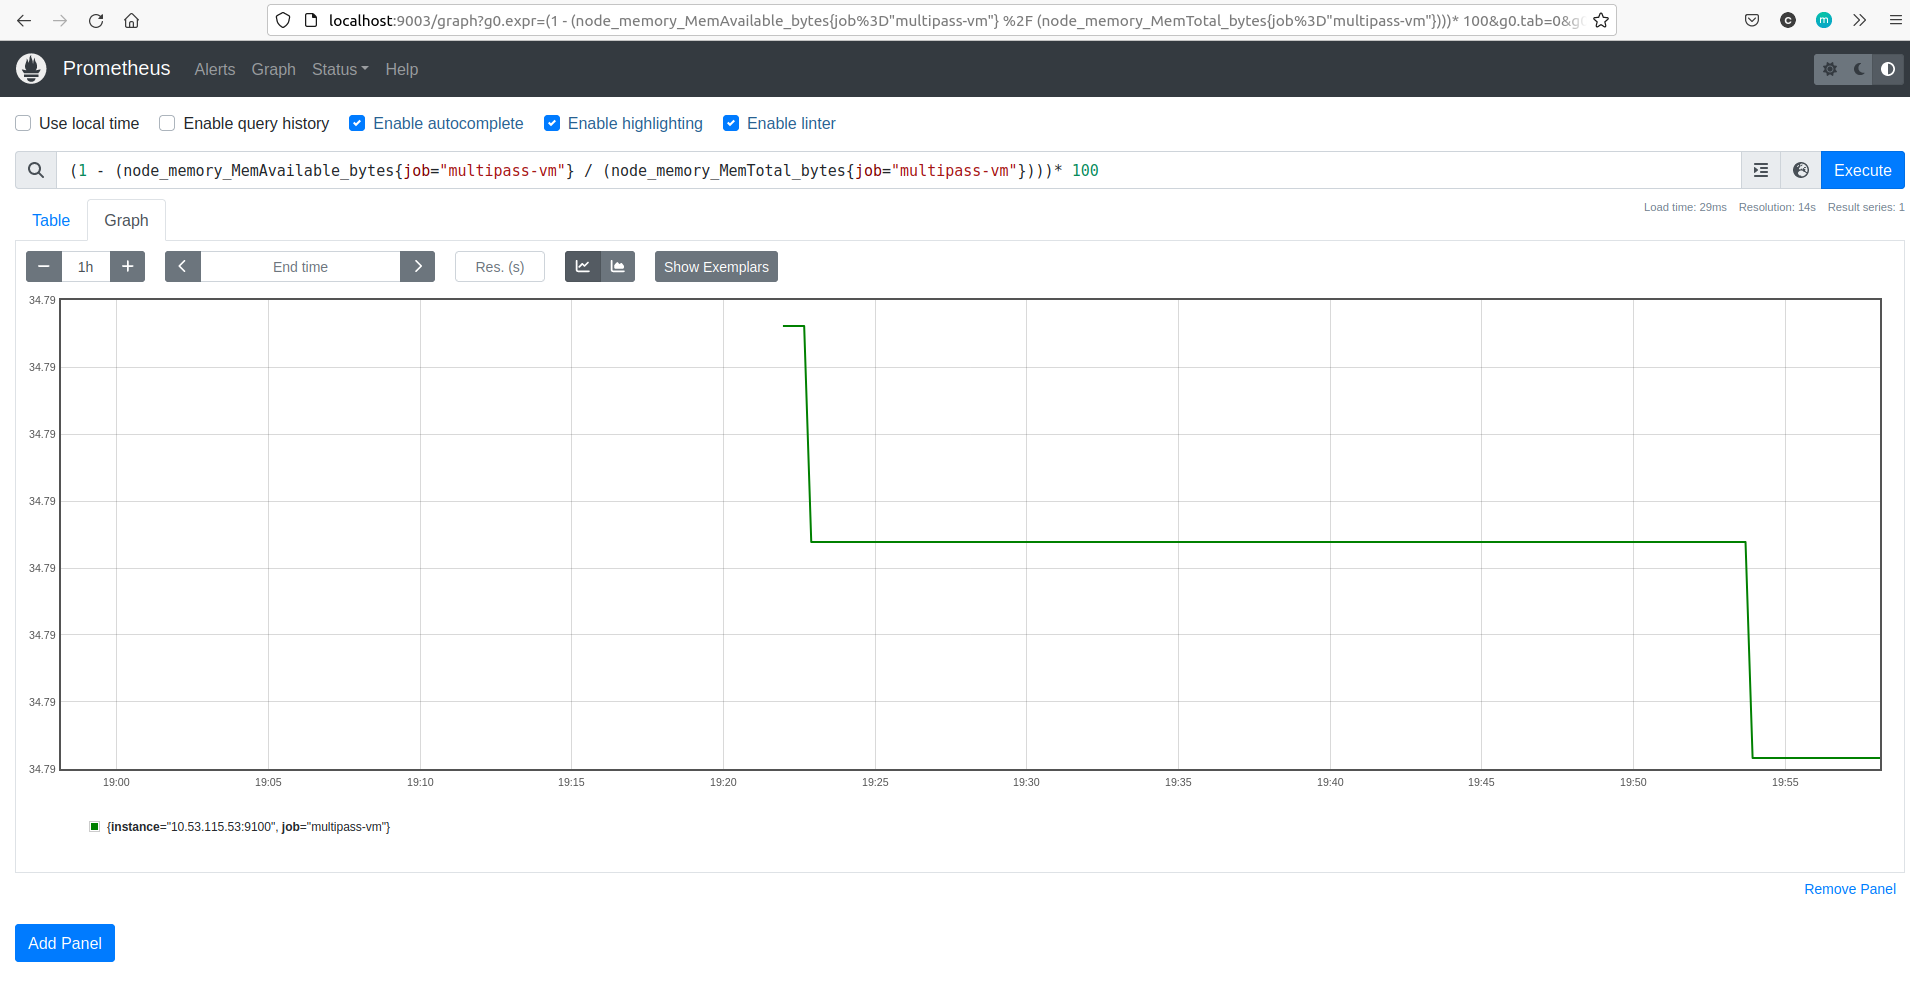 localhost:9003/graph?g0.expr=(1 - (node_memory_MemAvailable_bytes{job%3D"multipass-vm"} %2F (node_memory_MemTotal_bytes{job%3D"multipass-vm"})))* 100&g0.tab=0&g
C
m
Prometheus Alerts Graph Status Help
Use local time Enable query history Enable autocomplete Enable highlighting Enable linter
(1 - (node_memory_MemAvailable_bytes{job="multipass-vm"} / (node_memory_MemTotal_bytes{job="multipass-vm"})))* 100
Execute
Table Graph
Load time: 29ms Resolution: 14s Result series: 1
1h End time Res. (s) Show Exemplars
34.79
34.79
34.79
34.79
34.79
34.79
34.79
34.79
19:00 19:05 19:10 19:15 19:20 19:25 19:30 19:35 19:40 19:45 19:50 19:55
{instance="10.53.115.53:9100", job="multipass-vm"}
Remove Panel
Add Panel